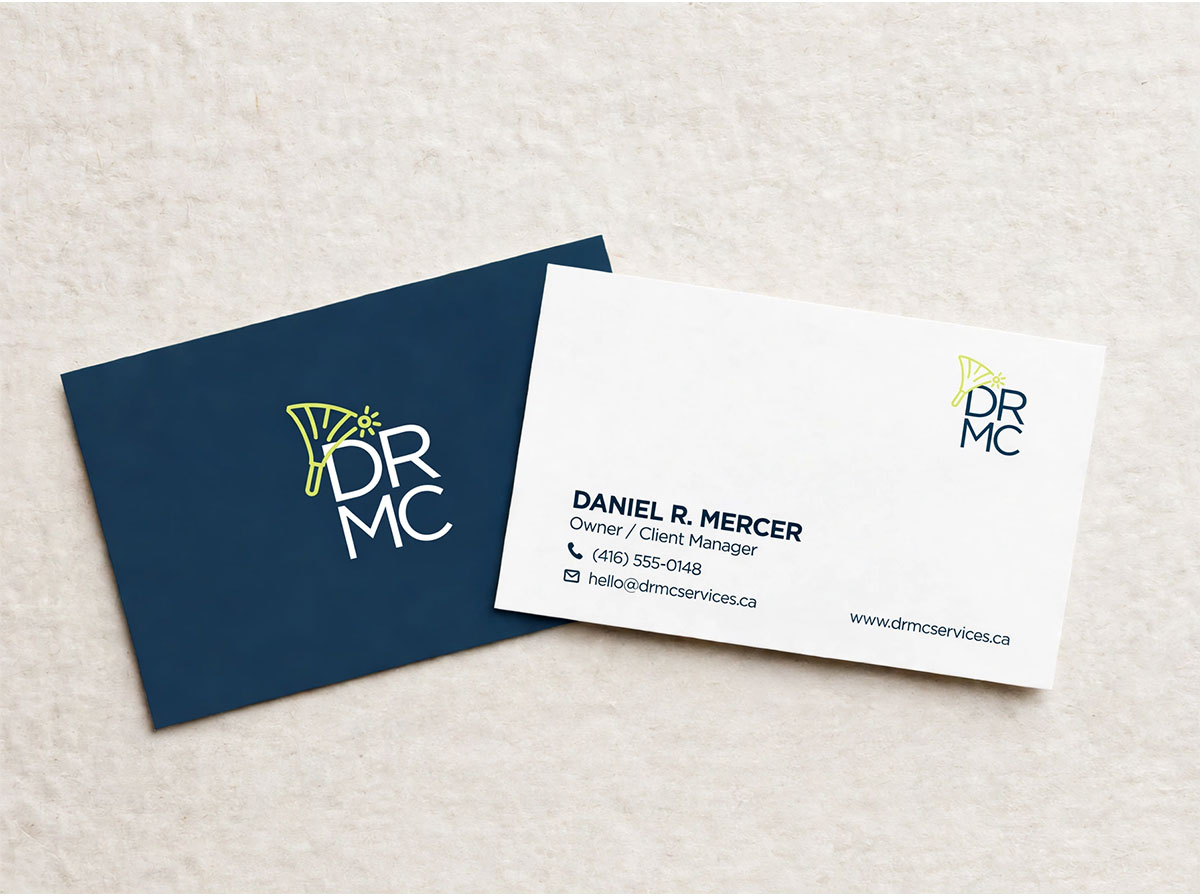 DR
MC
DR
MC
DANIEL R. MERCER
Owner / Client Manager
(416) 555-0148
hello@drmcservices.ca
www.drmcservices.ca